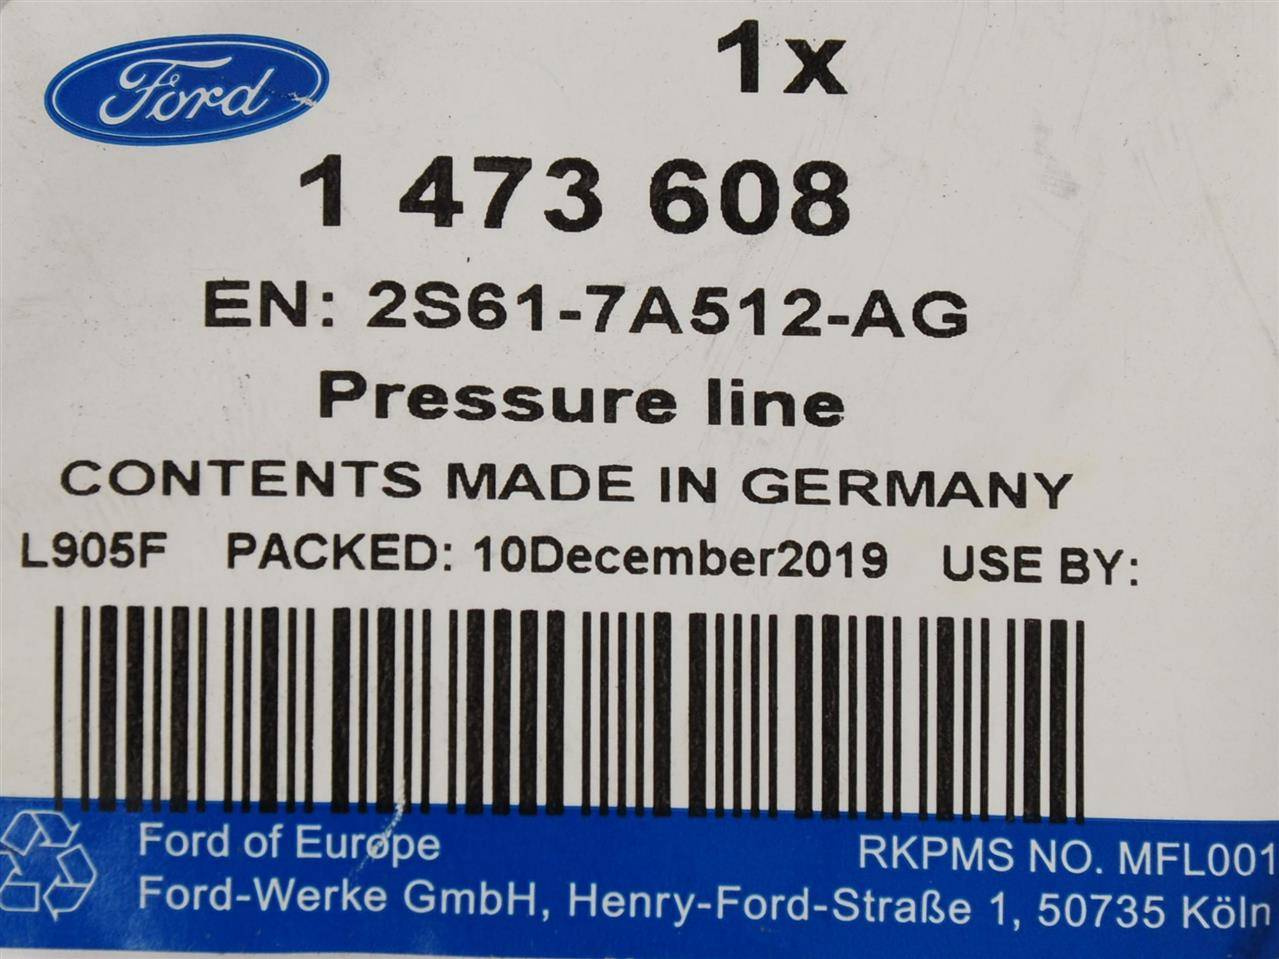 Ford
1x
1 473 608
EN: 2S61-7A512-AG
Pressure line
CONTENTS MADE IN GERMANY
L905F PACKED: 10December2019 USE BY:
Ford of Europe RKPMS NO. MFL001
Ford-Werke GmbH, Henry-Ford-Straße 1, 50735 Köln